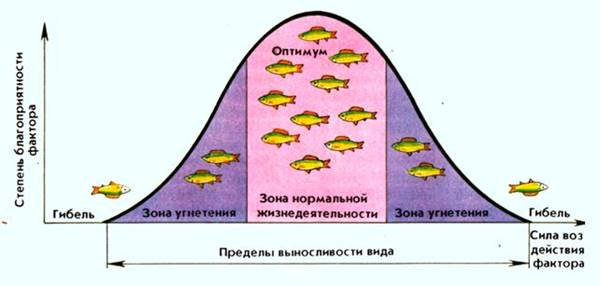 Степень благоприятности
фактора
Оптимум
Гибель
Зона угнетения
Зона нормальной
жизнедеятельности
Зона угнетения
Гибель
Сила воз
действия
фактора
Пределы выносливости вида